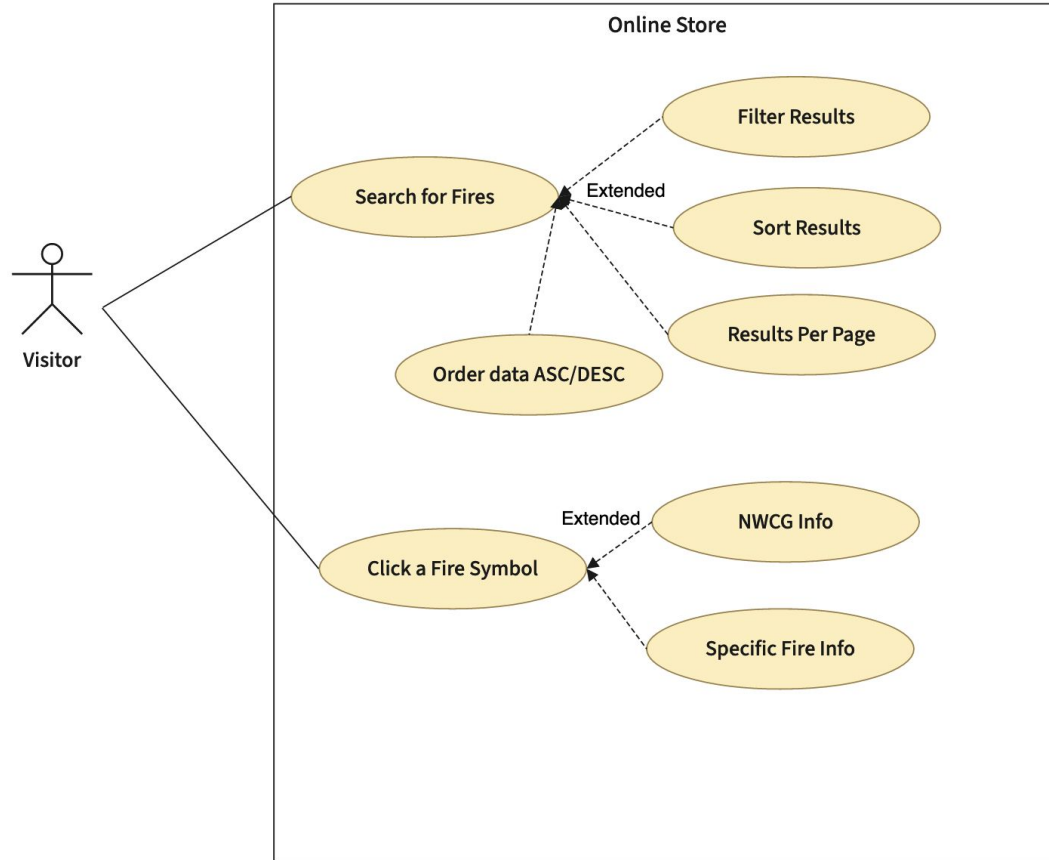 Online Store
Filter Results
Search for Fires
Extended
Sort Results
Visitor
Results Per Page
Order data ASC/DESC
Extended
NWCG Info
Click a Fire Symbol
Specific Fire Info